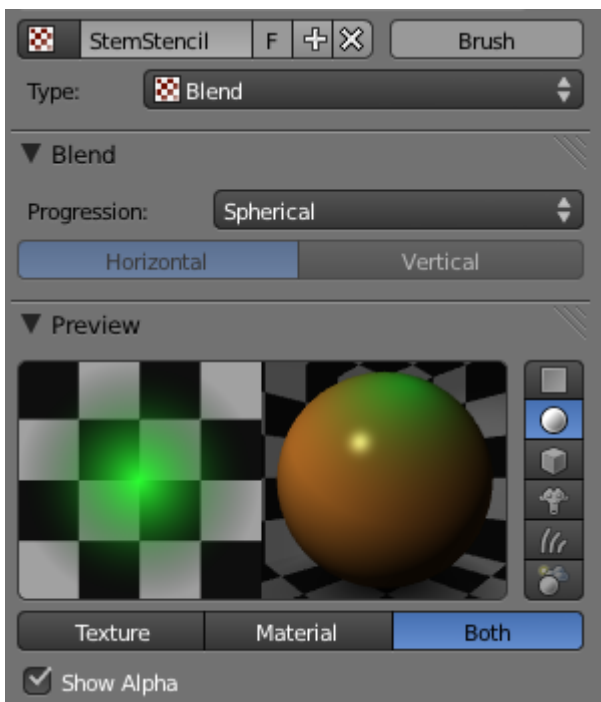 StemStencil F Brush
Type: Blend
Blend
Progression: Spherical
Horizontal Vertical
Preview
Texture Material Both
Show Alpha